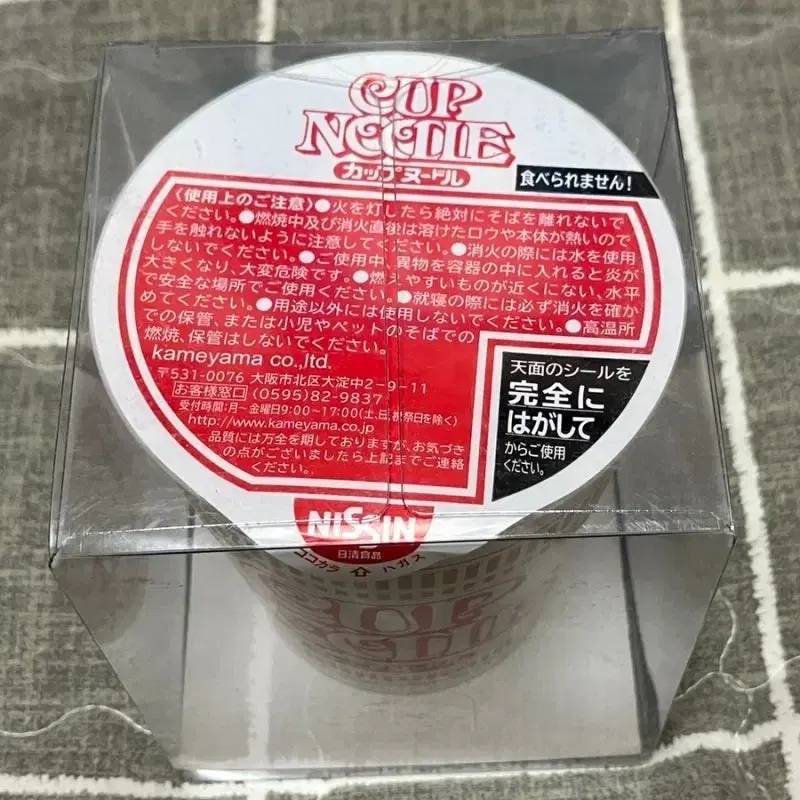 CUP
NOODLE
カップヌードル
食べられません!
〈使用上のご注意〉●火を灯したら絶対にそばを離れないで
ください。●燃焼中及び消火直後は溶けたロウや本体が熱いので
手を触れないように注意してください。●消火の際には水を使用
しないでください。●ご使用中、異物を容器の中に入れると炎が
大きくなり、大変危険です。●燃えやすいものが近くにない、水平
で安全な場所でご使用ください。●就寝の際には必ず消火を確か
めてください。●用途以外には使用しないでください。●高温所
での保管、または小児やペットのそばでの
燃焼、保管はしないでください。
kameyama co.,ltd.
〒531-0076 大阪市北区大淀中2-9-11
お客様窓口 (0595)82-9837
受付時間:月〜金曜日9:00〜17:00(土、日、祝祭日を除く)
http://www.kameyama.co.jp
品質には万全を期しておりますが、お気づき
の点がございましたら上記までご連絡
ください。
天面のシールを
完全に
はがして
からご使用
ください。
NISSIN
日清食品
ココカラ ハガス
CUP
NOODLE